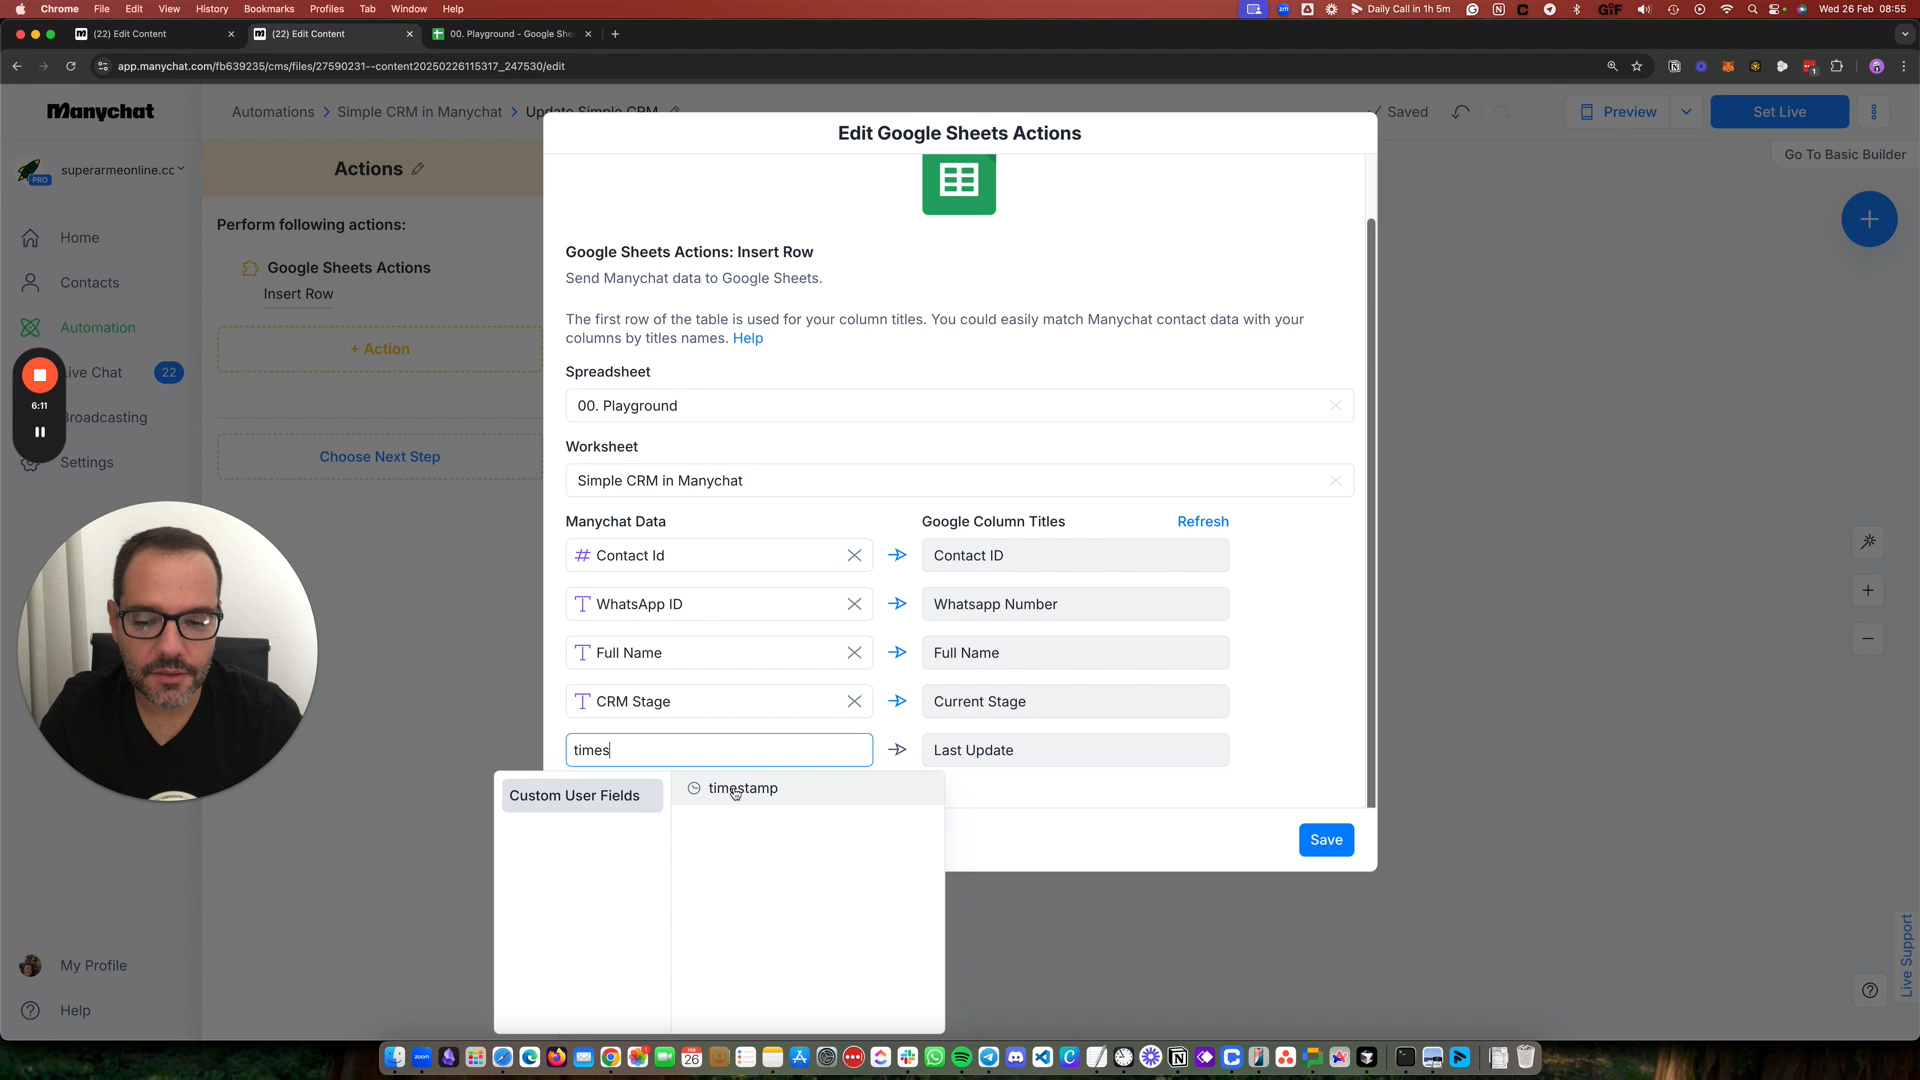 Chrome File Edit View History Bookmarks Profiles Tab Window Help
Daily Call in 1h 5m
GIF
Wed 26 Feb 08:55
(22) Edit Content
(22) Edit Content
00. Playground - Google She
app.manychat.com/fb639235/cms/files/27590231--content20250226115317_247530/edit
Manychat
Automations > Simple CRM in Manychat > Update Simple CRM
Saved
Preview
Set Live
Go To Basic Builder
PRO
superarmeonline.cc
Home
Contacts
Automation
Live Chat
22
Broadcasting
Settings
6:11
My Profile
Help
Actions
Perform following actions:
Google Sheets Actions
Insert Row
+ Action
Choose Next Step
Edit Google Sheets Actions
Google Sheets Actions: Insert Row
Send Manychat data to Google Sheets.
The first row of the table is used for your column titles. You could easily match Manychat contact data with your
columns by titles names. Help
Spreadsheet
00. Playground
Worksheet
Simple CRM in Manychat
Manychat Data
Google Column Titles
Refresh
Contact Id
Contact ID
WhatsApp ID
Whatsapp Number
Full Name
Full Name
CRM Stage
Current Stage
times
Last Update
Custom User Fields
timestamp
Save
Live Support
FEB
26